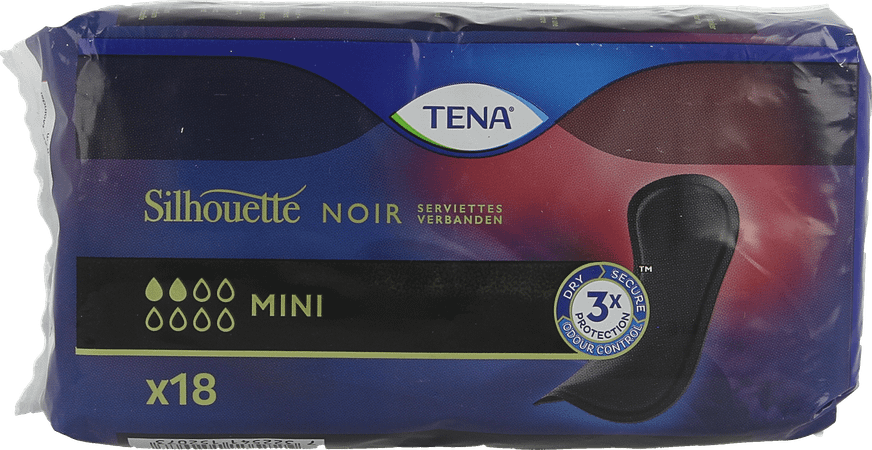 TENA®
Silhouette NOIR SERVIETTES
VERBANDEN
MINI
DRY SECURE ™
3X
PROTECTION
ODOUR CONTROL
x18